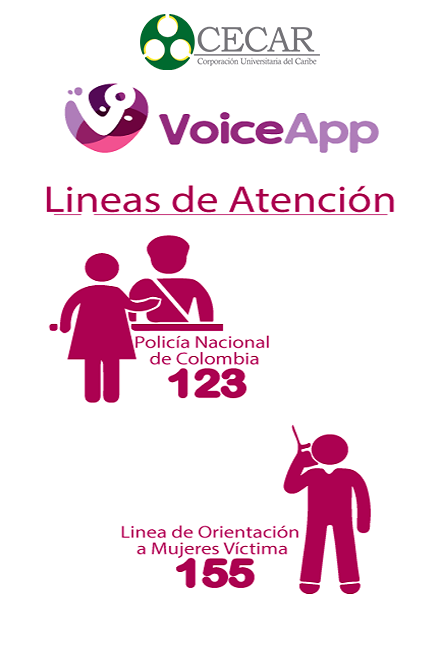 CECAR
Corporación Universitaria del Caribe
VoiceApp
Lineas de Atención
Policía Nacional
de Colombia
123
Linea de Orientación
a Mujeres Víctima
155